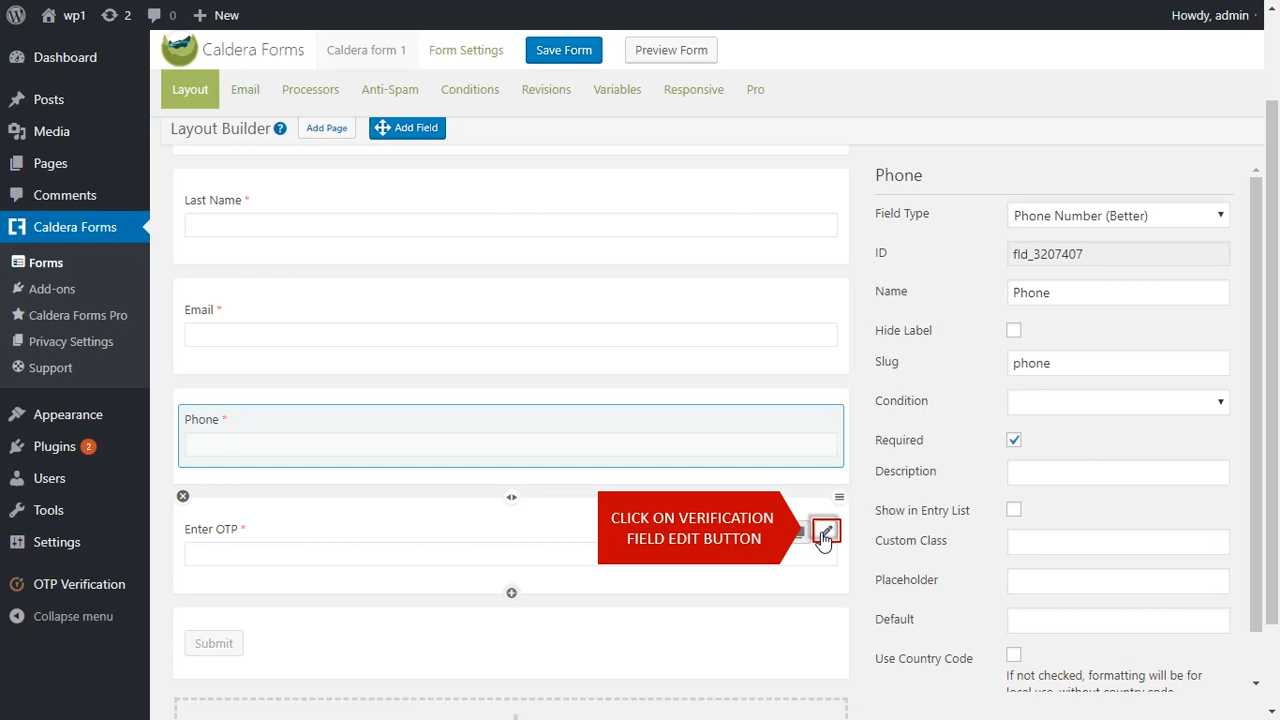 wp1 2 0 New Howdy, admin
Dashboard
Posts
Media
Pages
Comments
Caldera Forms
Forms
Add-ons
Caldera Forms Pro
Privacy Settings
Support
Appearance
Plugins 2
Users
Tools
Settings
OTP Verification
Collapse menu
Caldera Forms Caldera form 1 Form Settings Save Form Preview Form
Layout Email Processors Anti-Spam Conditions Revisions Variables Responsive Pro
Layout Builder ? Add Page Add Field
Last Name *
Email *
Phone *
Enter OTP *
CLICK ON VERIFICATION
FIELD EDIT BUTTON
Submit
Phone
Field Type Phone Number (Better)
ID fld_3207407
Name Phone
Hide Label
Slug phone
Condition
Required
Description
Show in Entry List
Custom Class
Placeholder
Default
Use Country Code
If not checked, formatting will be for
local use, without country code